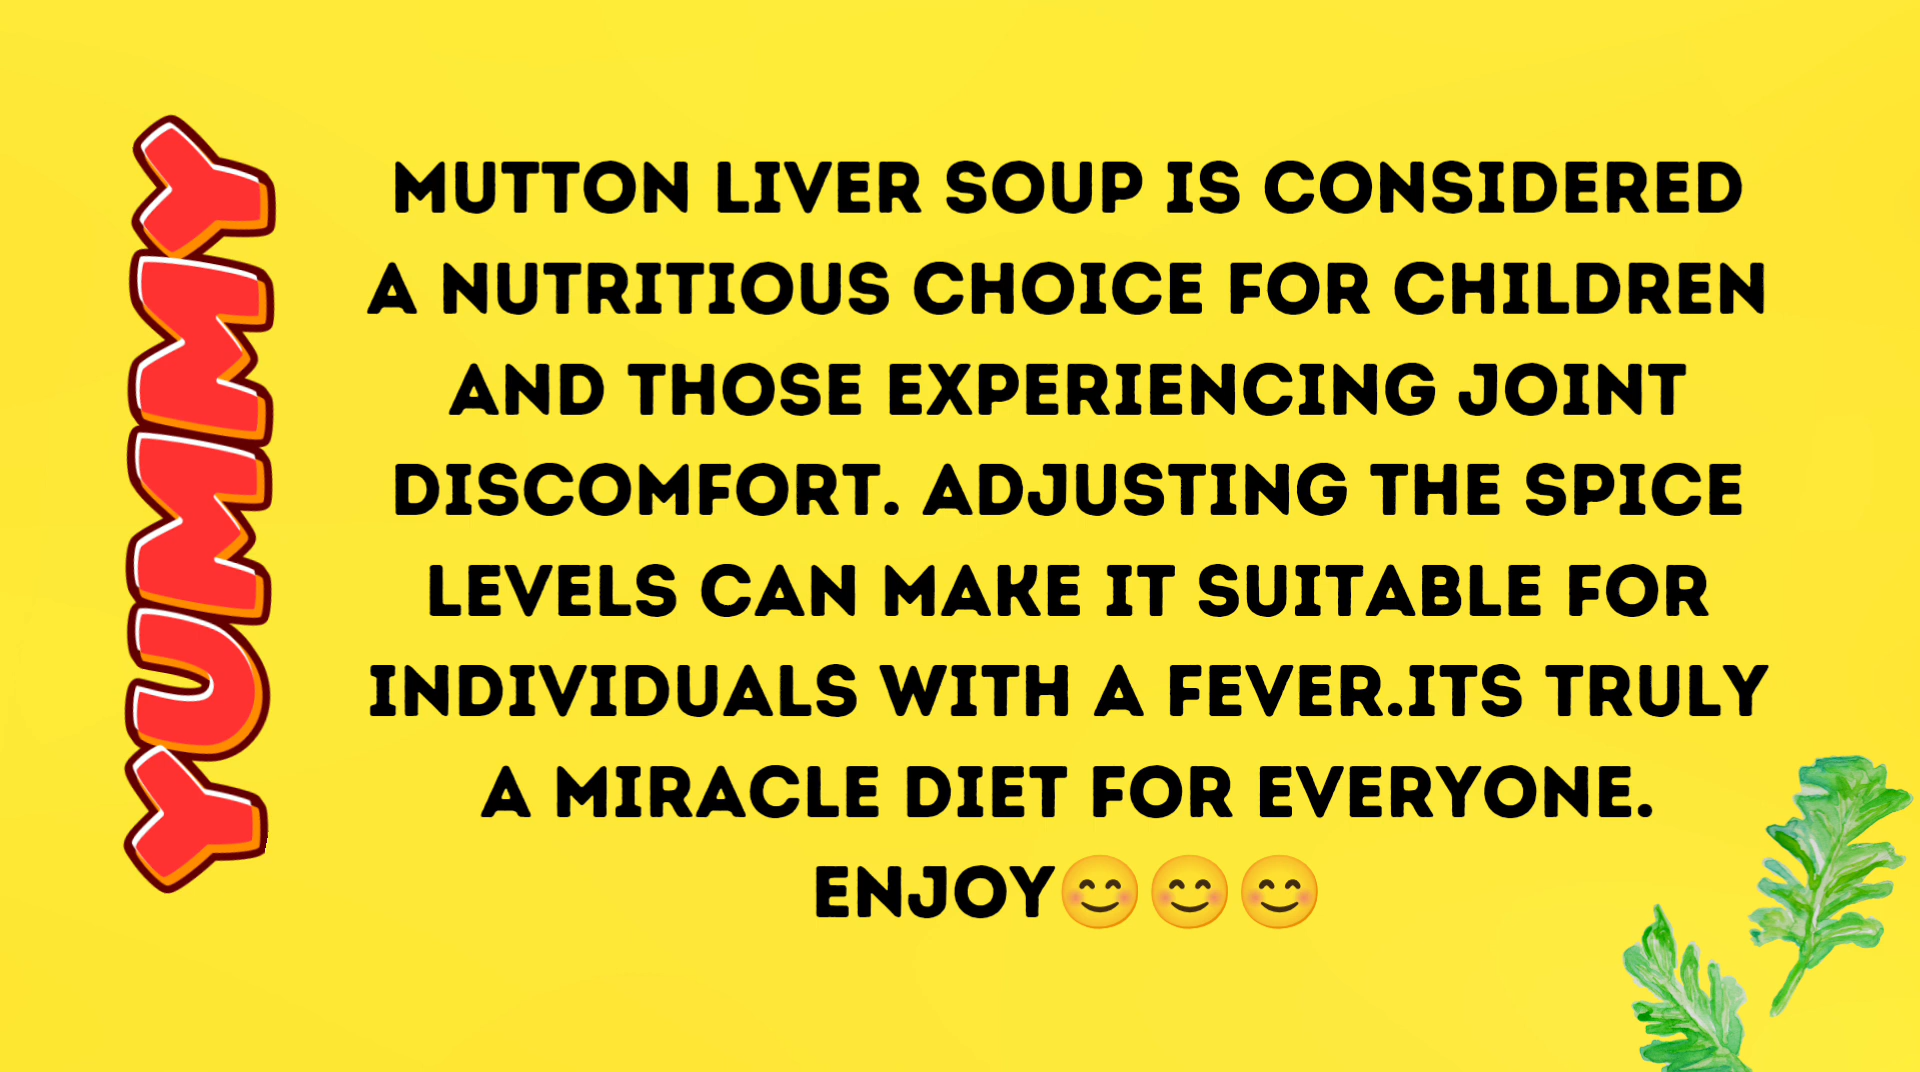 YUMMY
MUTTON LIVER SOUP IS CONSIDERED
A NUTRITIOUS CHOICE FOR CHILDREN
AND THOSE EXPERIENCING JOINT
DISCOMFORT. ADJUSTING THE SPICE
LEVELS CAN MAKE IT SUITABLE FOR
INDIVIDUALS WITH A FEVER.ITS TRULY
A MIRACLE DIET FOR EVERYONE.
ENJOY😊😊😊